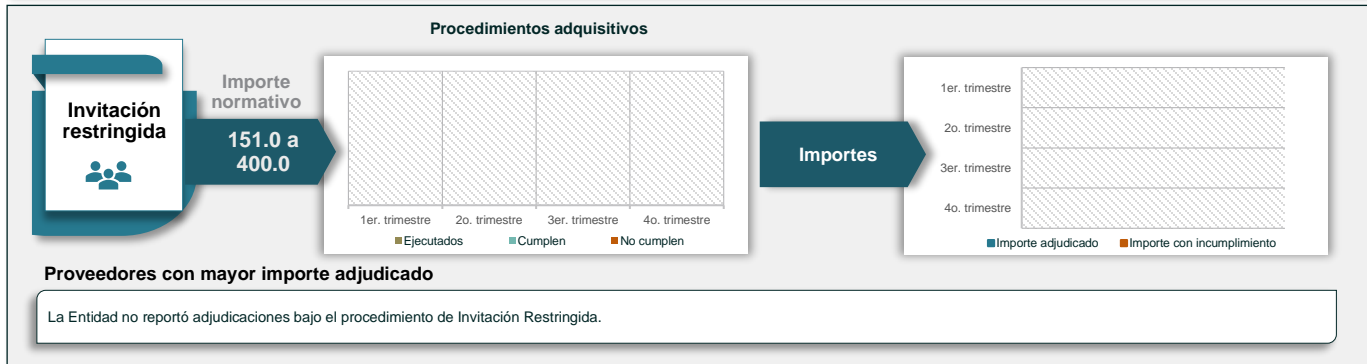 Procedimientos adquisitivos
Invitación
restringida
Importe
normativo
151.0 a
400.0
1er. trimestre
2o. trimestre
3er. trimestre
4o. trimestre
Ejecutados
Cumplen
No cumplen
Importes
1er. trimestre
2o. trimestre
3er. trimestre
4o. trimestre
Importe adjudicado
Importe con incumplimiento
Proveedores con mayor importe adjudicado
La Entidad no reportó adjudicaciones bajo el procedimiento de Invitación Restringida.